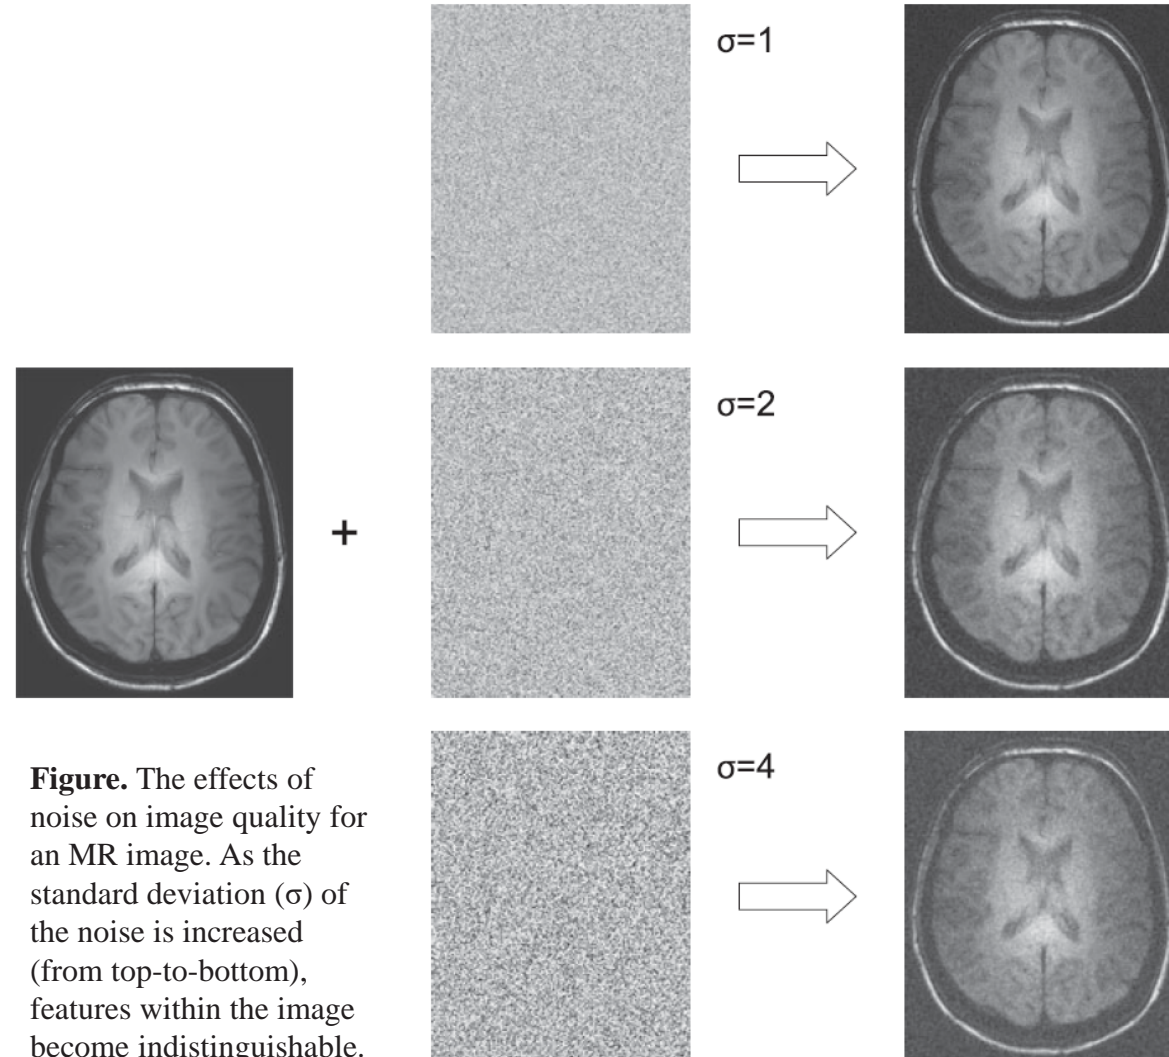 σ=1
σ=2
+
σ=4
Figure. The effects of
noise on image quality for
an MR image. As the
standard deviation (σ) of
the noise is increased
(from top-to-bottom),
features within the image
become indistinguishable.